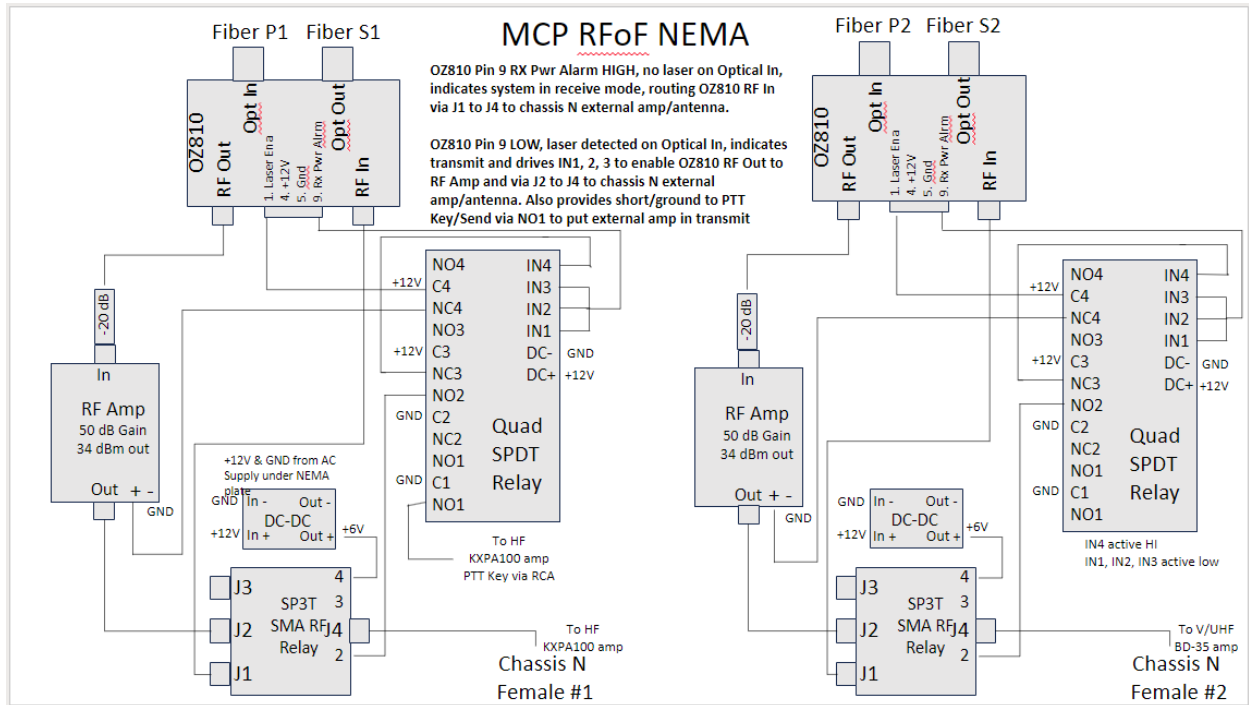 Fiber P1
Fiber S1
MCP RFoF NEMA
Fiber P2
Fiber S2
OZ810 Pin 9 RX Pwr Alarm HIGH, no laser on Optical In,
indicates system in receive mode, routing OZ810 RF In
via J1 to J4 to chassis N external amp/antenna.
OZ810 Pin 9 LOW, laser detected on Optical In, indicates
transmit and drives IN1, 2, 3 to enable OZ810 RF Out to
RF Amp and via J2 to J4 to chassis N external
amp/antenna. Also provides short/ground to PTT
Key/Send via NO1 to put external amp in transmit
OZ810
RF Out
Opt In
1. Laser Ena
4. +12V
5. Gnd
9. Rx Pwr Alrm
Opt Out
RF In
-20 dB
In
RF Amp
50 dB Gain
34 dBm out
Out + -
GND
+12V
+12V
GND
GND
NO4
C4
NC4
NO3
C3
NC3
NO2
C2
NC2
NO1
C1
NO1
IN4
IN3
IN2
IN1
DC-
DC+
GND
+12V
Quad
SPDT
Relay
+12V & GND from AC
Supply under NEMA
plate
GND
+12V
In - Out -
DC-DC
In + Out +
+6V
To HF
KXPA100 amp
PTT Key via RCA
J3
J2
J1
SP3T
SMA RF
Relay
4
3
J4
2
To HF
KXPA100 amp
Chassis N
Female #1
OZ810
RF Out
Opt In
1. Laser Ena
4. +12V
5. Gnd
9. Rx Pwr Alrm
Opt Out
RF In
-20 dB
In
RF Amp
50 dB Gain
34 dBm out
Out + -
GND
+12V
+12V
GND
GND
NO4
C4
NC4
NO3
C3
NC3
NO2
C2
NC2
NO1
C1
NO1
IN4
IN3
IN2
IN1
DC-
DC+
GND
+12V
Quad
SPDT
Relay
IN4 active HI
IN1, IN2, IN3 active low
GND
+12V
In - Out -
DC-DC
In + Out +
+6V
J3
J2
J1
SP3T
SMA RF
Relay
4
3
J4
2
To V/UHF
BD-35 amp
Chassis N
Female #2